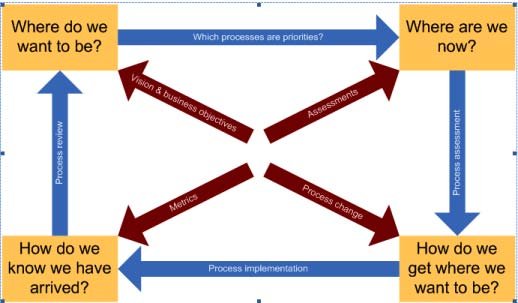 Where do we
want to be?
Which processes are priorities?
Where are we
now?
Vision & business objectives
Assessments
Process review
Process assessment
Metrics
Process change
How do we
know we have
arrived?
Process implementation
How do we
get where we
want to be?